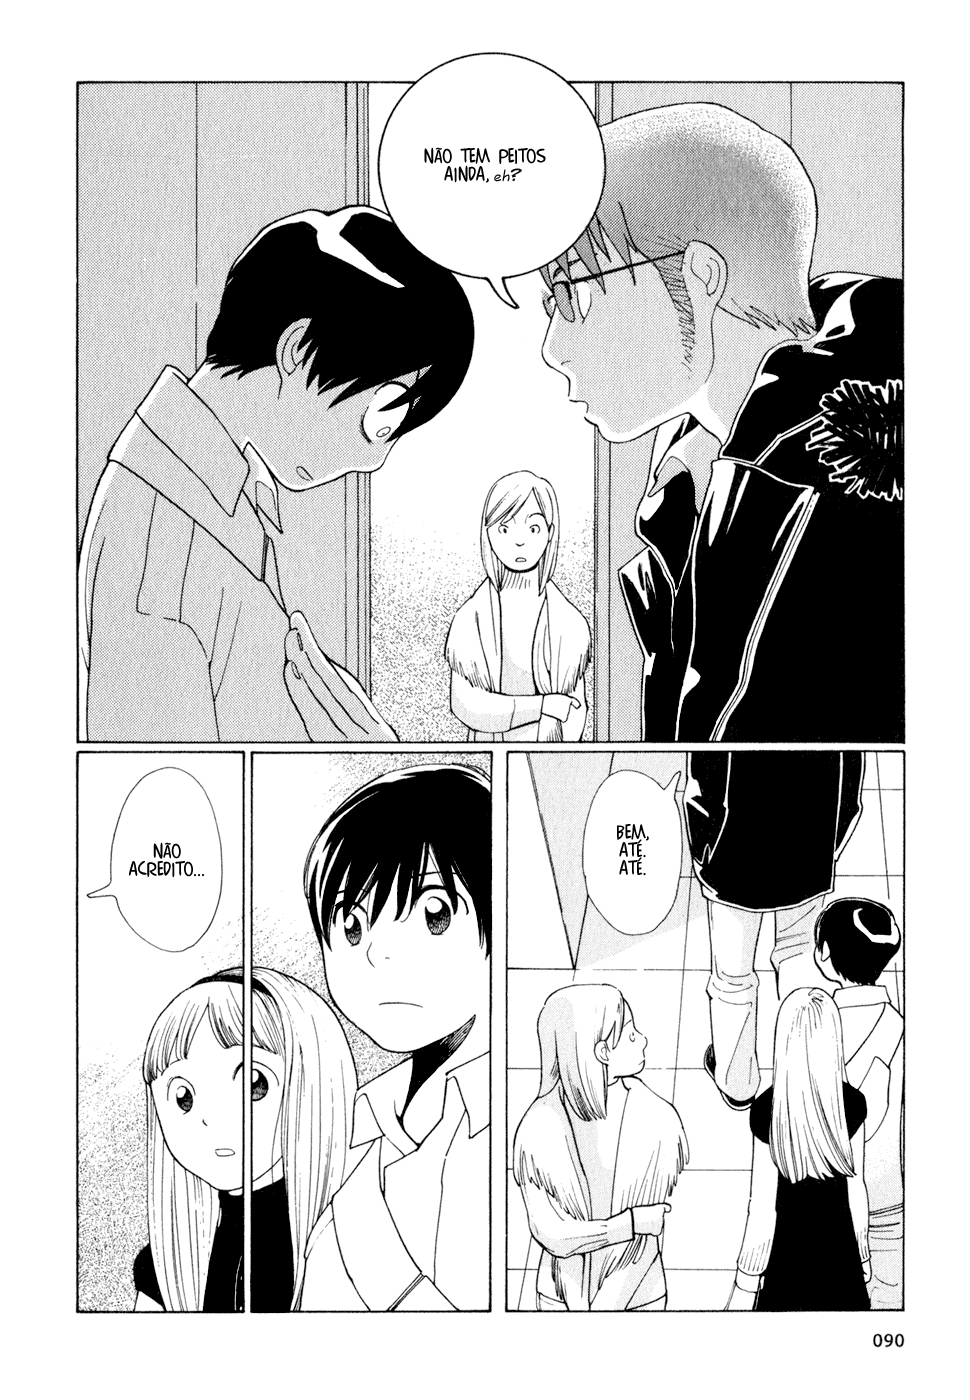 NÃO TEM PEITOS
AINDA, eh?
NÃO
ACREDITO...
BEM,
ATÉ.
ATÉ.
090